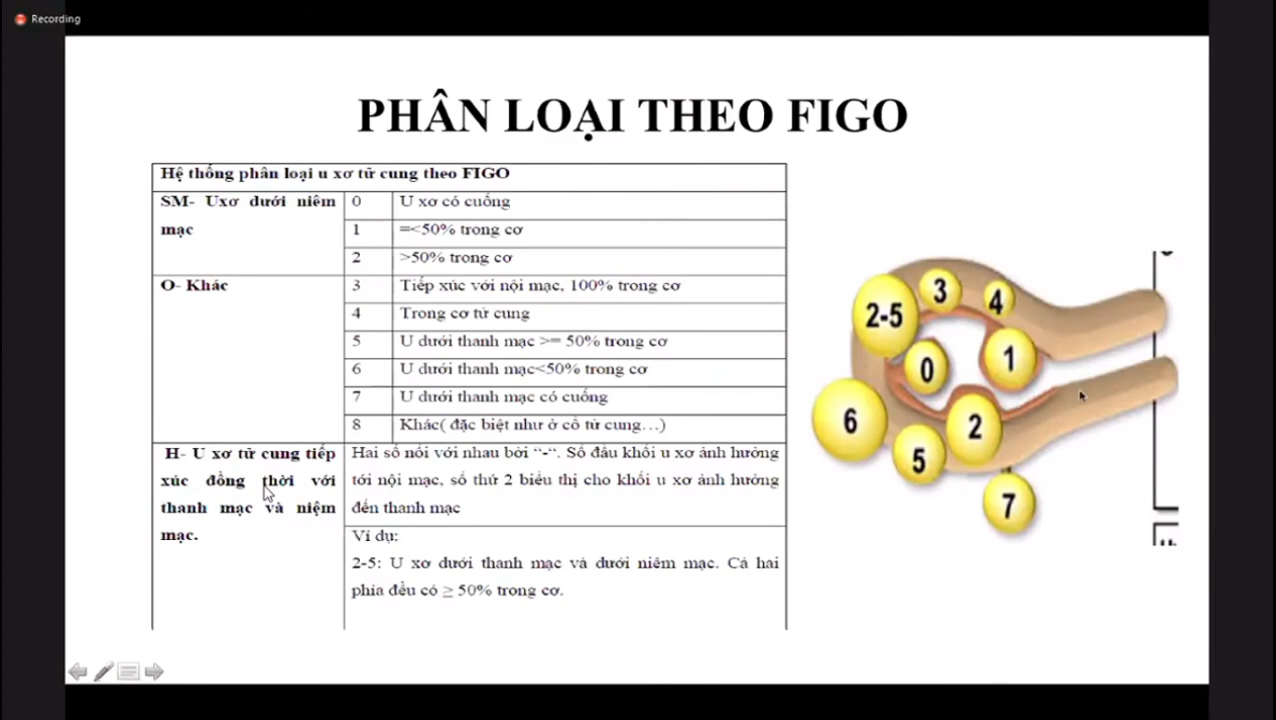 Recording
PHÂN LOẠI THEO FIGO
Hệ thống phân loại u xơ tử cung theo FIGO
SM- Uxơ dưới niêm
mạc
0
U xơ có cuống
1
=<50% trong cơ
2
>50% trong cơ
O- Khác
3
Tiếp xúc với nội mạc, 100% trong cơ
4
Trong cơ tử cung
5
U dưới thanh mạc >= 50% trong cơ
6
U dưới thanh mạc<50% trong cơ
7
U dưới thanh mạc có cuống
8
Khác( đặc biệt như ở cổ tử cung...)
H- U xơ tử cung tiếp
xúc đồng thời với
thanh mạc và niệm
mạc.
Hai số nối với nhau bởi “-“. Số đầu khối u xơ ảnh hưởng
tới nội mạc, số thứ 2 biểu thị cho khối u xơ ảnh hưởng
đến thanh mạc
Ví dụ:
2-5: U xơ dưới thanh mạc và dưới niêm mạc. Cả hai
phía đều có ≥ 50% trong cơ.
3
4
2-5
0
1
6
2
5
7